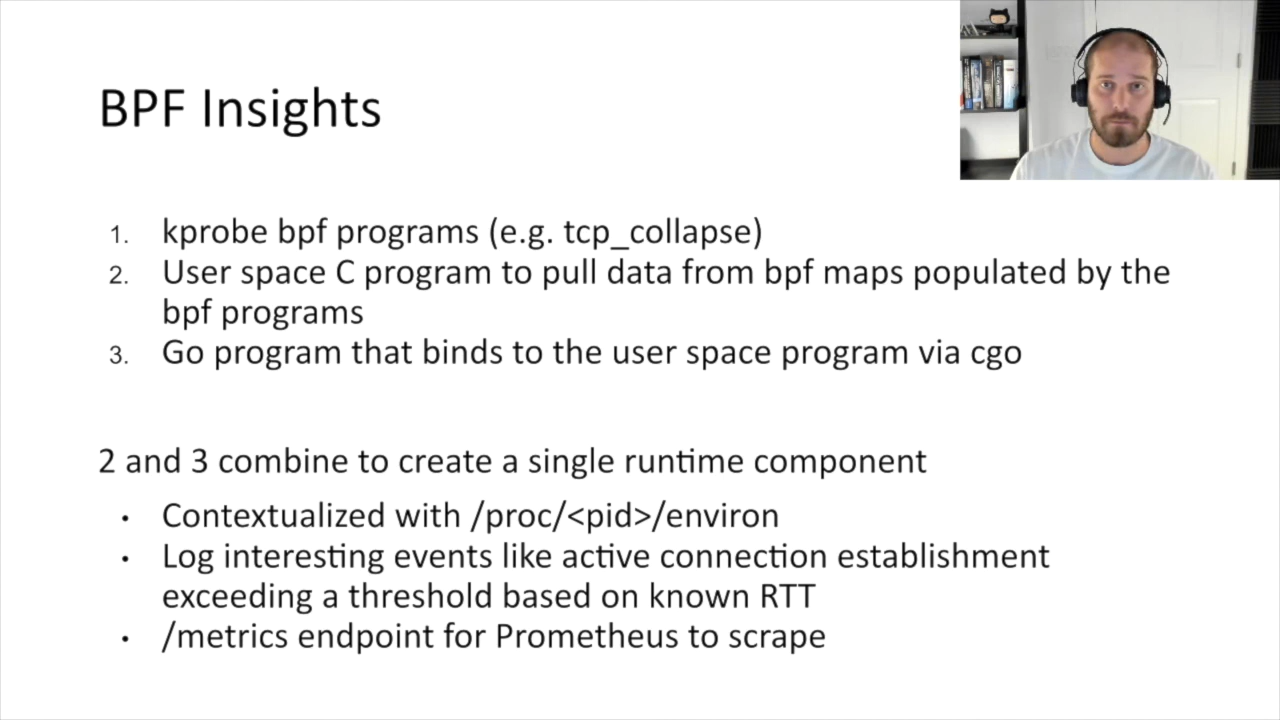 BPF Insights
1. kprobe bpf programs (e.g. tcp_collapse)
2. User space C program to pull data from bpf maps populated by the
bpf programs
3. Go program that binds to the user space program via cgo
2 and 3 combine to create a single runtime component
• Contextualized with /proc/<pid>/environ
• Log interesting events like active connection establishment
exceeding a threshold based on known RTT
• /metrics endpoint for Prometheus to scrape